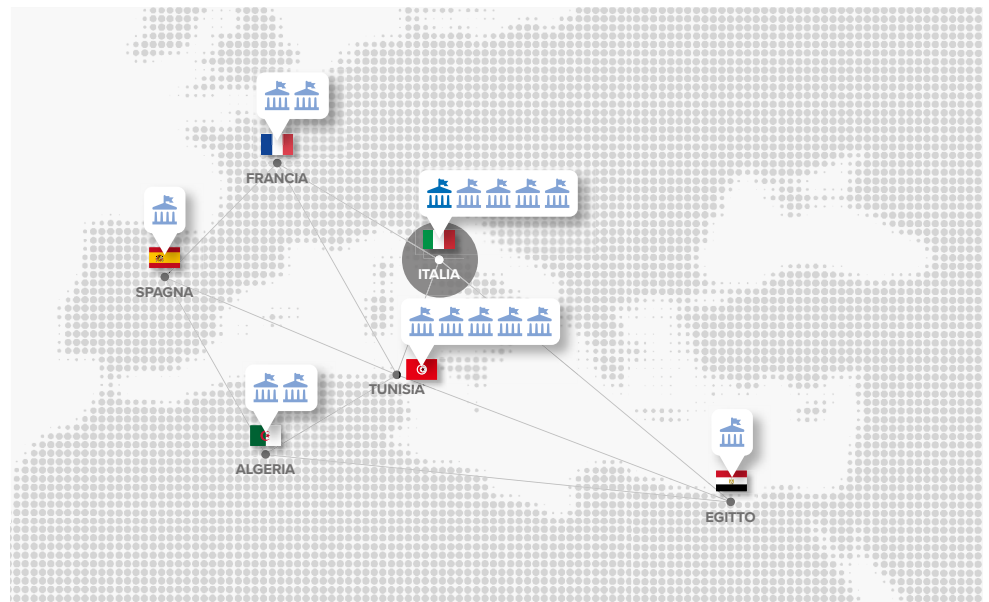 FRANCIA
ITALIA
SPAGNA
TUNISIA
ALGERIA
EGITTO